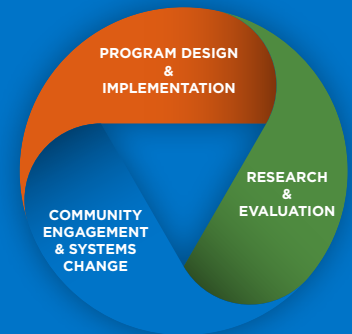 PROGRAM DESIGN
&
IMPLEMENTATION
RESEARCH
&
EVALUATION
COMMUNITY
ENGAGEMENT
& SYSTEMS
CHANGE